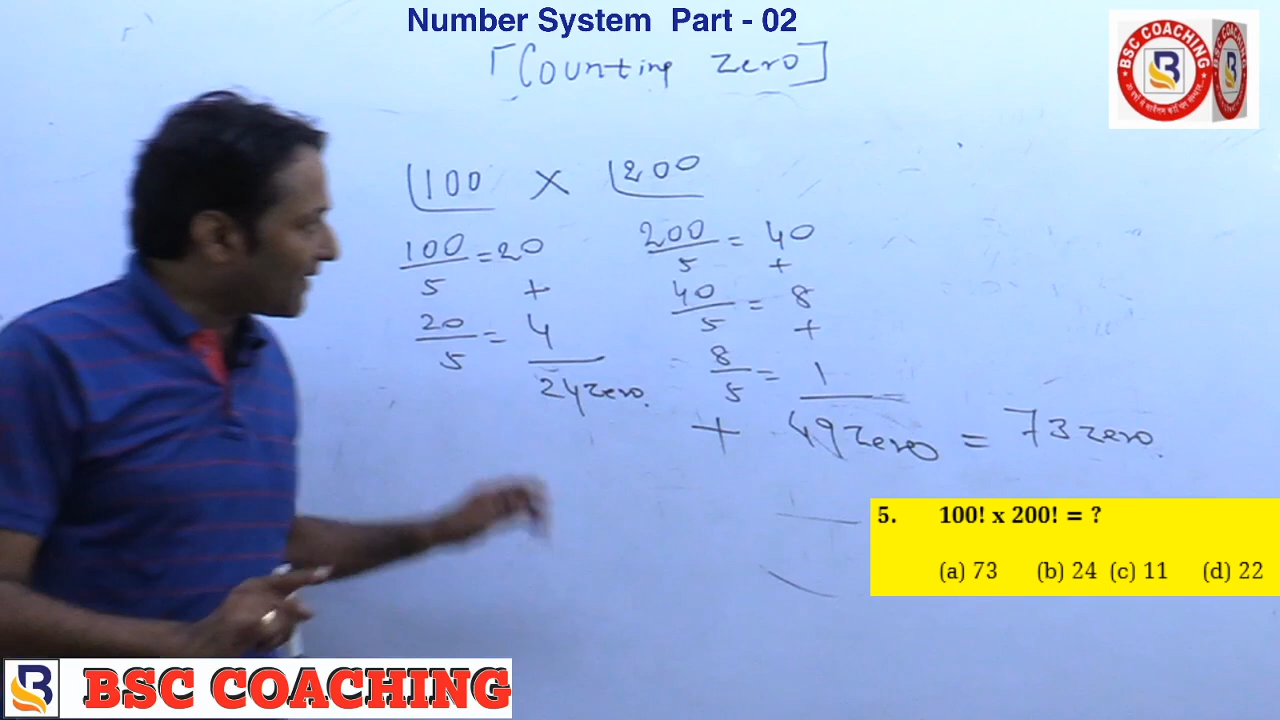 Number System Part - 02
[Counting Zero]
BSC COACHING
100 × 200
100/5 = 20
+
20/5 = 4
24 zero.
200/5 = 40
+
40/5 = 8
+
8/5 = 1
+ 49 zero = 73 zero.
5. 100! x 200! = ?
(a) 73 (b) 24 (c) 11 (d) 22
BSC COACHING